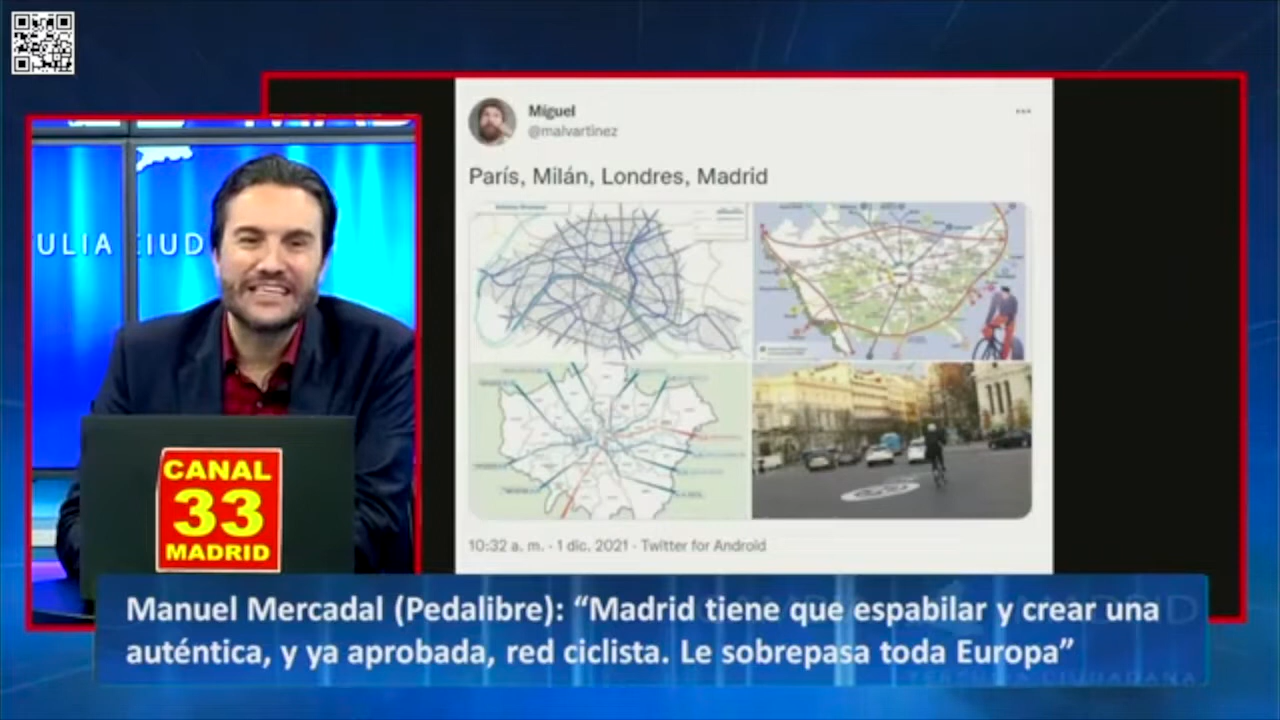 ULIA CIUD
CANAL
33
MADRID
Miguel
@malvartinez
París, Milán, Londres, Madrid
10:32 a. m. · 1 dic. 2021 · Twitter for Android
Manuel Mercadal (Pedalibre): “Madrid tiene que espabilar y crear una
auténtica, y ya aprobada, red ciclista. Le sobrepasa toda Europa”